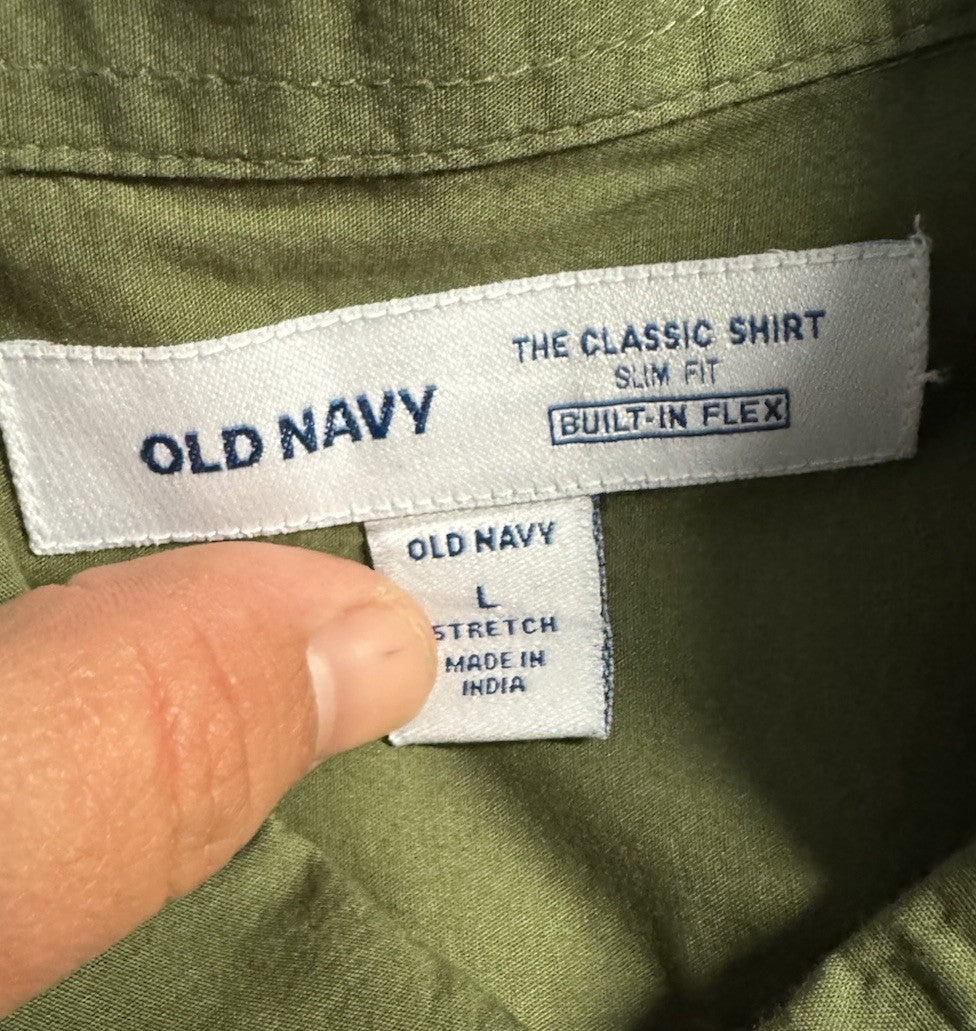 OLD NAVY
THE CLASSIC SHIRT
SLIM FIT
BUILT-IN FLEX
OLD NAVY
L
STRETCH
MADE IN
INDIA